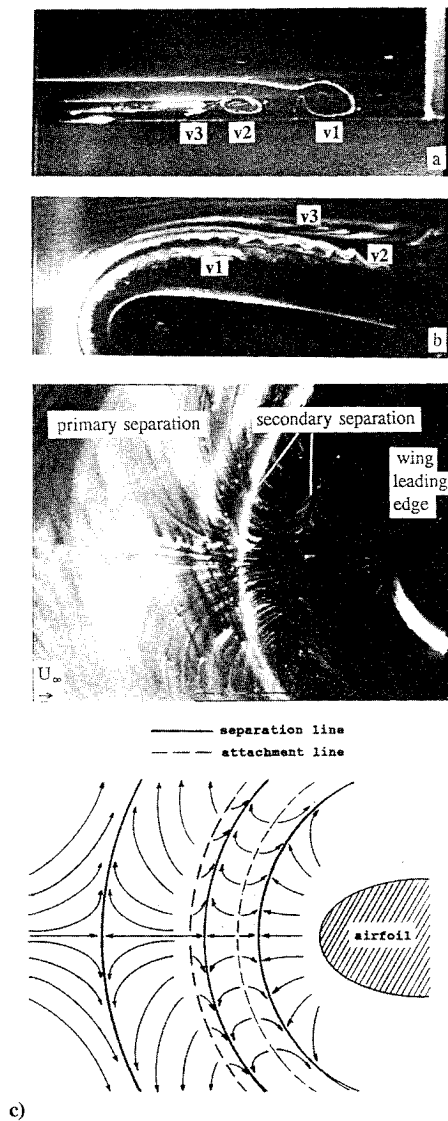 v3
v2
v1
a
v3
v2
v1
b
primary separation
secondary separation
wing
leading
edge
U∞
separation line
attachment line
airfoil
c)